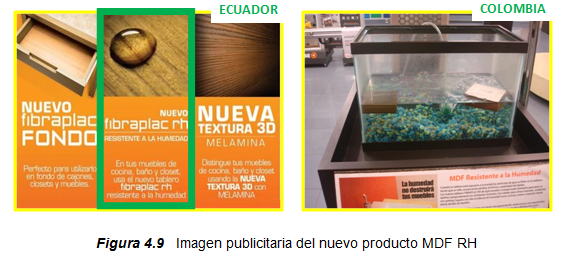 ECUADOR
COLOMBIA
NUEVO
fibraplac
FONDO
Perfecto para utilizarlo
en fondo de cajones,
closets y muebles.
NUEVO
fibraplac rh
RESISTENTE A LA HUMEDAD
En tus muebles de
cocina, baño y closet,
usa el nuevo tablero
fibraplac rh
resistente a la humedad
NUEVA
TEXTURA 3D
MELAMINA
Distingue tus muebles
de cocina, baño y closet
usando la NUEVA
TEXTURA 3D con
MELAMINA
MDF Resistente a la Humedad
La humedad
no destruirá
tus muebles
Figura 4.9 Imagen publicitaria del nuevo producto MDF RH